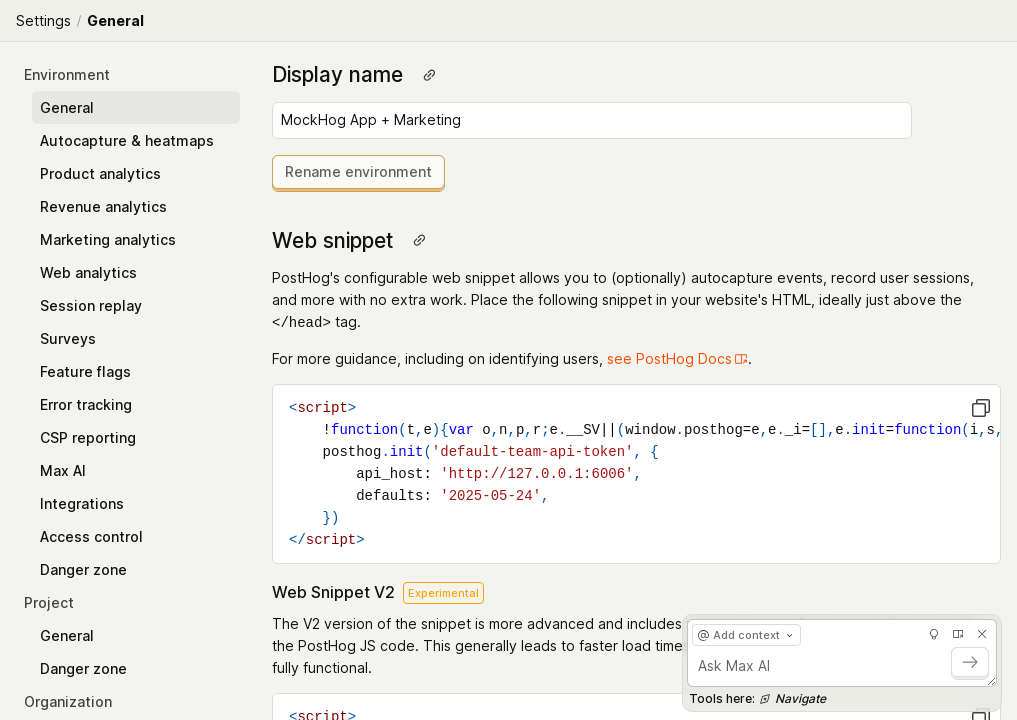 Settings / General
Environment
General
Autocapture & heatmaps
Product analytics
Revenue analytics
Marketing analytics
Web analytics
Session replay
Surveys
Feature flags
Error tracking
CSP reporting
Max AI
Integrations
Access control
Danger zone
Project
General
Danger zone
Organization
Display name
MockHog App + Marketing
Rename environment
Web snippet
PostHog's configurable web snippet allows you to (optionally) autocapture events, record user sessions,
and more with no extra work. Place the following snippet in your website's HTML, ideally just above the
</head> tag.
For more guidance, including on identifying users, see PostHog Docs.
<script>
!function(t,e){var o,n,p,r;e.__SV||(window.posthog=e,e._i=[],e.init=function(i,s,
posthog.init('default-team-api-token', {
api_host: 'http://127.0.0.1:6006',
defaults: '2025-05-24',
})
</script>
Web Snippet V2 Experimental
The V2 version of the snippet is more advanced and includes
the PostHog JS code. This generally leads to faster load time
fully functional.
<script>
@ Add context
Ask Max AI
Tools here: Navigate